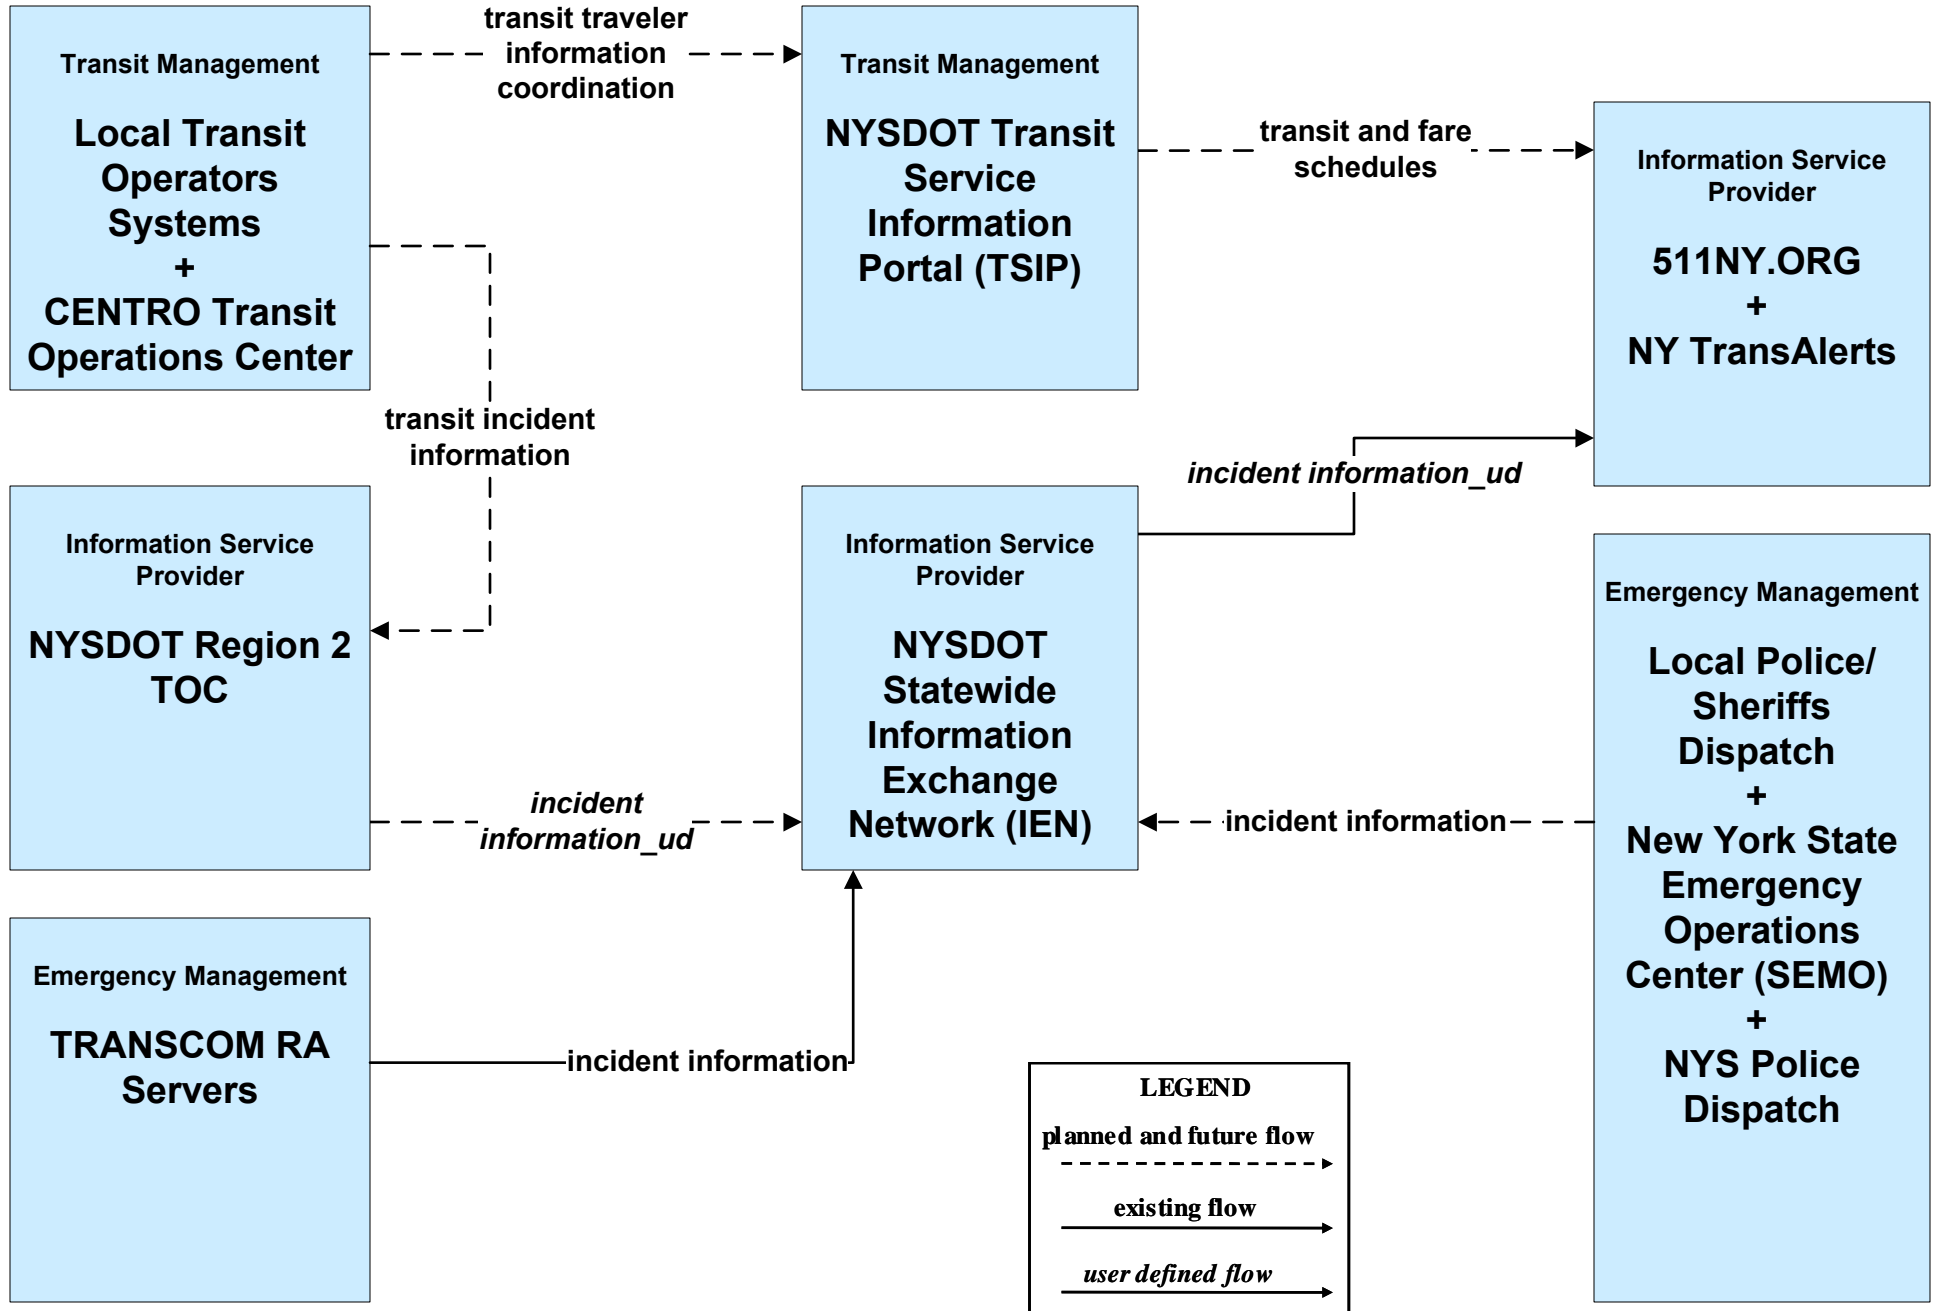 transit traveler
information
coordination
Transit Management
Local Transit
Operators
Systems
+
CENTRO Transit
Operations Center
Transit Management
NYSDOT Transit
Service
Information
Portal (TSIP)
transit and fare
schedules
Information Service
Provider
511NY.ORG
+
NY TransAlerts
transit incident
information
incident information_ud
Information Service
Provider
NYSDOT Region 2
TOC
Information Service
Provider
NYSDOT
Statewide
Information
Exchange
Network (IEN)
Emergency Management
Local Police/
Sheriffs
Dispatch
+
New York State
Emergency
Operations
Center (SEMO)
+
NYS Police
Dispatch
incident
information_ud
incident information
Emergency Management
TRANSCOM RA
Servers
incident information
LEGEND
planned and future flow
existing flow
user defined flow